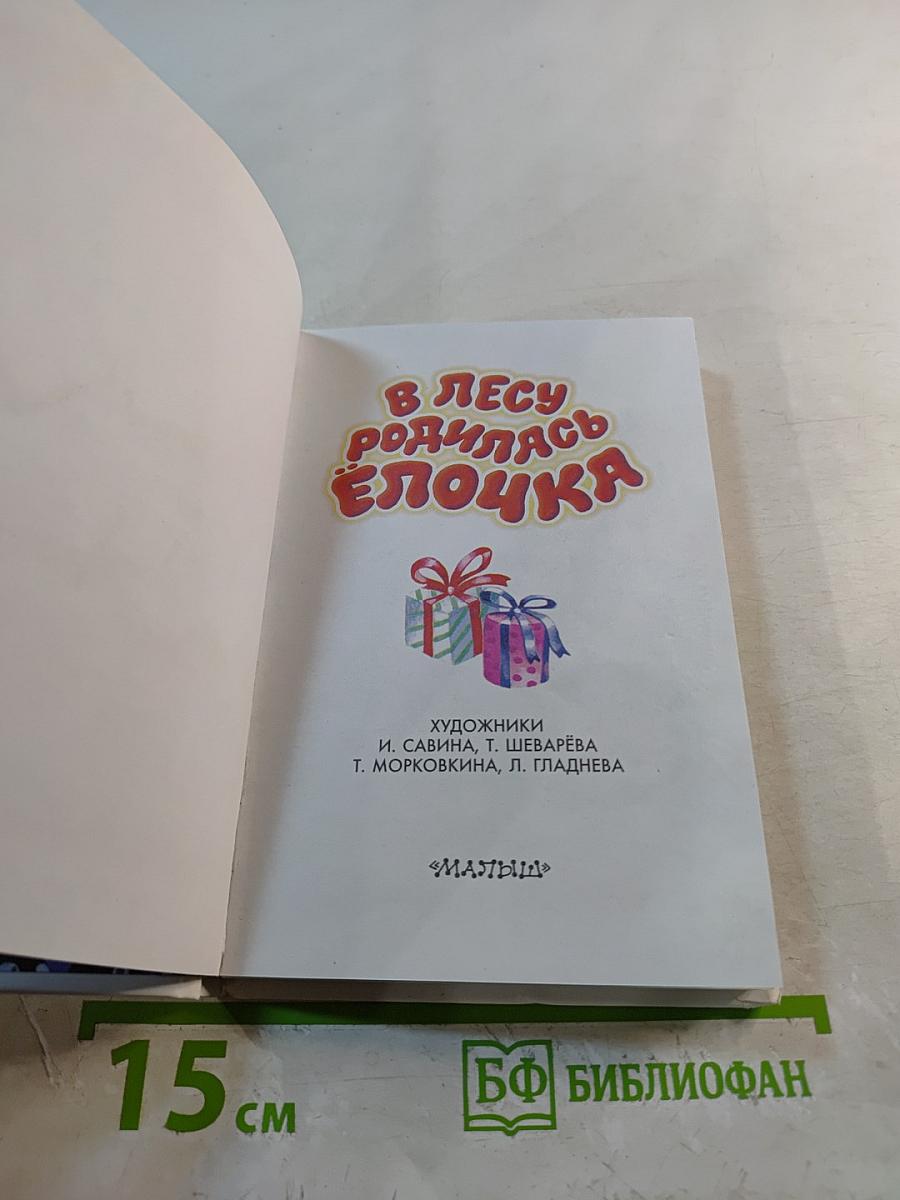 В ЛЕСУ
РОДИЛАСЬ
ЁЛОЧКА
ХУДОЖНИКИ
И. САВИНА, Т. ШЕВАРЁВА
Т. МОРКОВКИНА, Л. ГЛАДНЕВА
«МАЛЫШ»
15 см
БФ БИБЛИОФАН